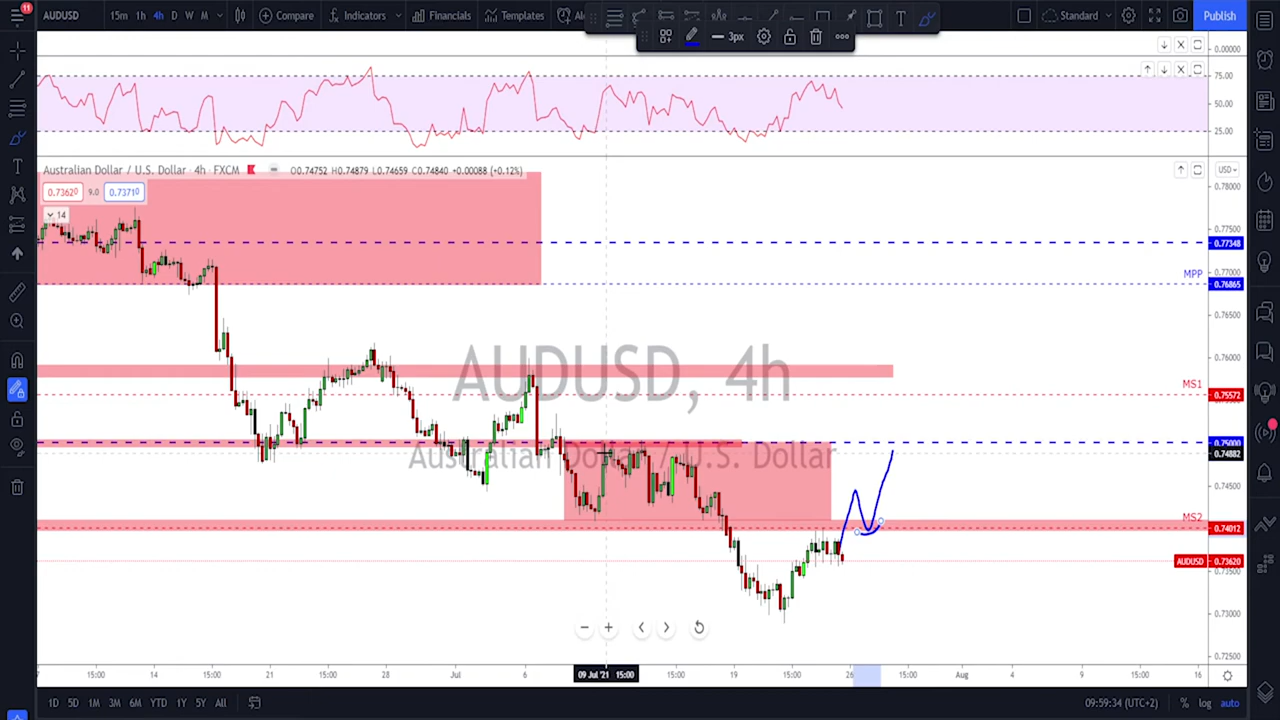 11
AUDUSD 15m 1h 4h D W M Compare Indicators Financials Templates Standard Publish
3px
0.00000
75.00
50.00
25.00
Australian Dollar / U.S. Dollar · 4h · FXCM O0.74752 H0.74879 L0.74659 C0.74840 +0.00088 (+0.12%)
USD
0.73620 9.0 0.73710
14
0.78000
0.77500
0.77348
0.77000
MPP
0.76865
0.76500
0.76000
AUDUSD, 4h
MS1
0.75572
0.75000
Australian Dollar / U.S. Dollar
0.74882
0.74500
MS2
0.74012
AUDUSD 0.73620
0.73500
0.73000
0.72500
15:00 14 15:00 21 15:00 28 Jul 15:00 6 09 Jul '21 15:00 15:00 19 15:00 26 15:00 Aug 4 9 15:00 16
1D 5D 1M 3M 6M YTD 1Y 5Y All 09:59:34 (UTC+2) % log auto